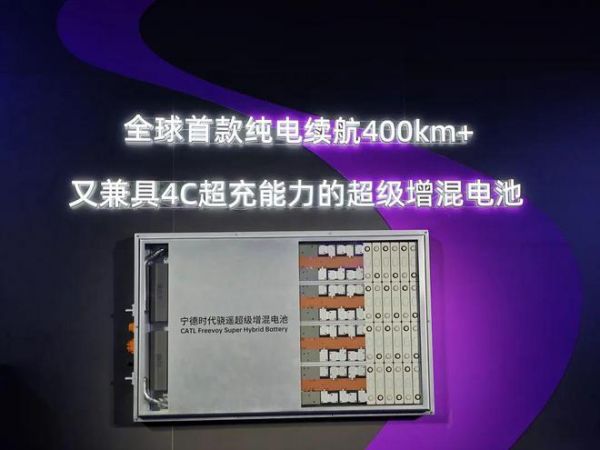 全球首款纯电续航400km+
又兼具4C超充能力的超级增混电池
宁德时代骁遥超级增混电池
CATL Freevoy Super Hybrid Battery